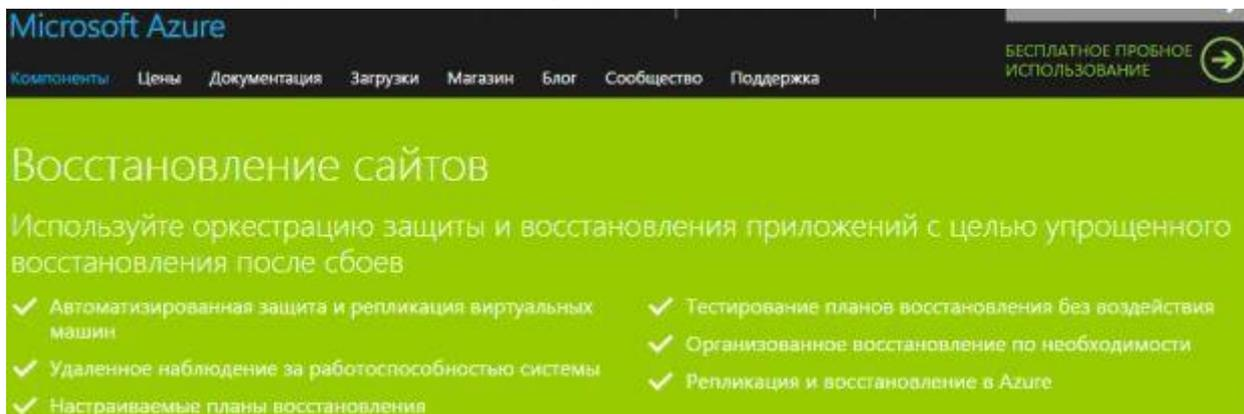 Microsoft Azure
Компоненты Цены Документация Загрузки Магазин Блог Сообщество Поддержка
БЕСПЛАТНОЕ ПРОБНОЕ
ИСПОЛЬЗОВАНИЕ
Восстановление сайтов
Используйте оркестрацию защиты и восстановления приложений с целью упрощенного
восстановления после сбоев
Автоматизированная защита и репликация виртуальных
машин
Удаленное наблюдение за работоспособностью системы
Настраиваемые планы восстановления
Тестирование планов восстановления без воздействия
Организованное восстановление по необходимости
Репликация и восстановление в Azure